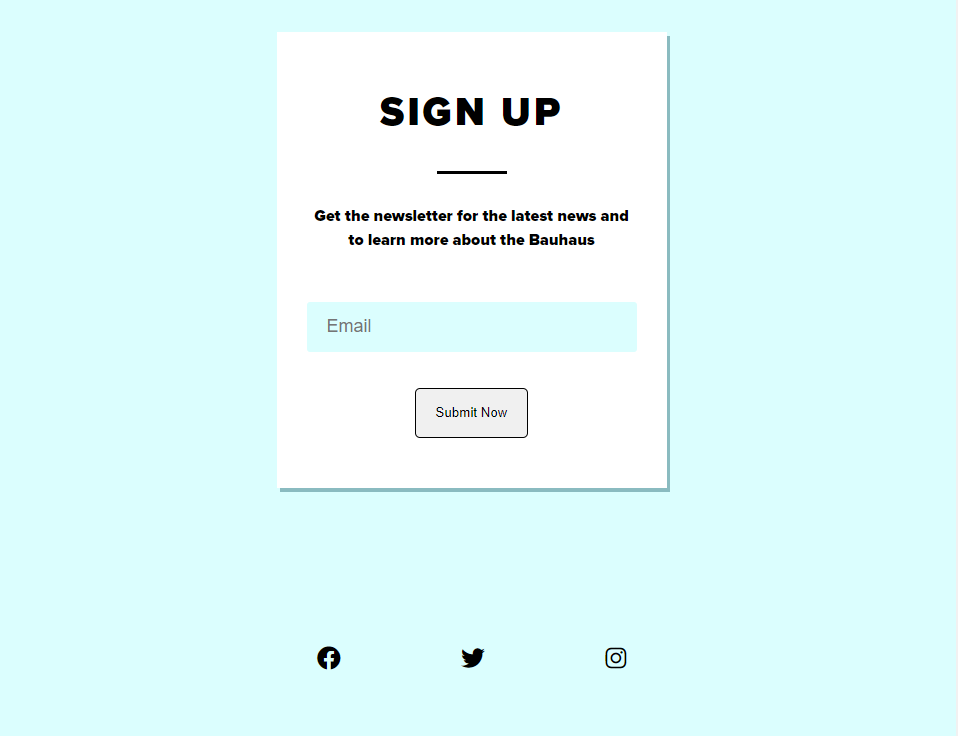 SIGN UP
Get the newsletter for the latest news and
to learn more about the Bauhaus
Email
Submit Now